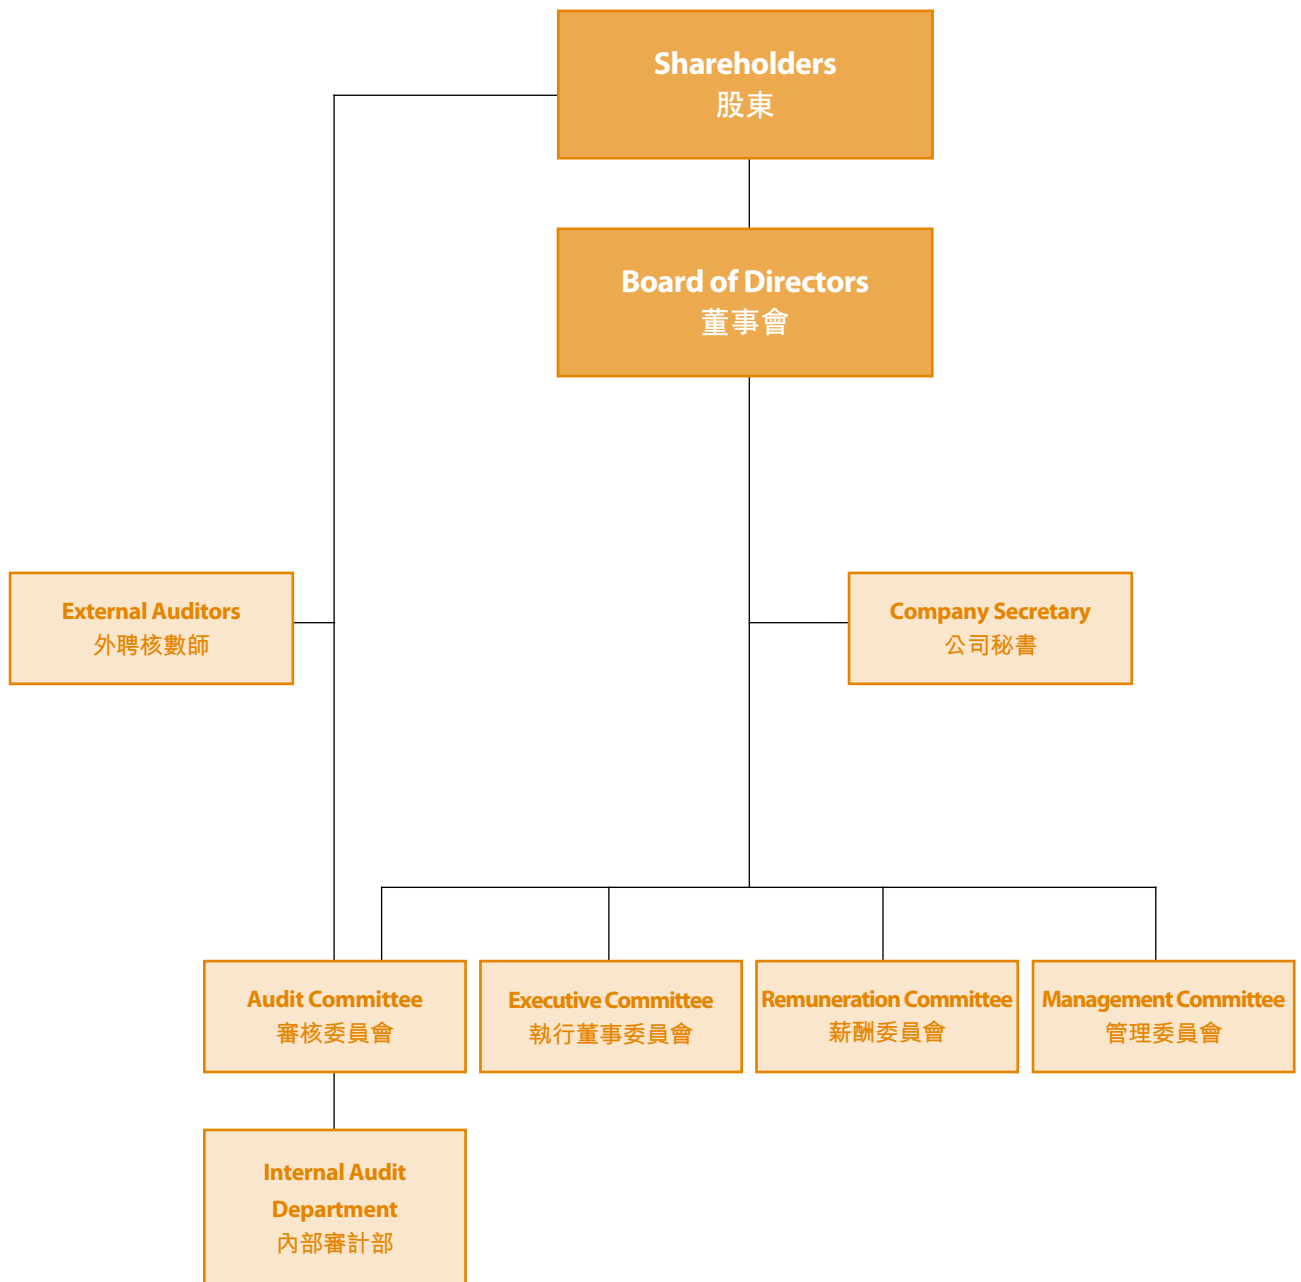 Shareholders
股東
Board of Directors
董事會
External Auditors
外聘核數師
Company Secretary
公司秘書
Audit Committee
審核委員會
Executive Committee
執行董事委員會
Remuneration Committee
薪酬委員會
Management Committee
管理委員會
Internal Audit
Department
內部審計部